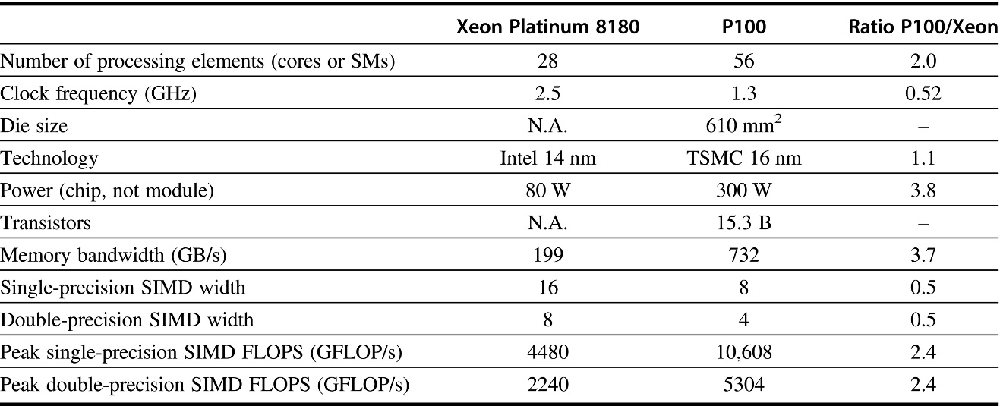 Xeon Platinum 8180 P100 Ratio P100/Xeon
Number of processing elements (cores or SMs) 28 56 2.0
Clock frequency (GHz) 2.5 1.3 0.52
Die size N.A. 610 mm² –
Technology Intel 14 nm TSMC 16 nm 1.1
Power (chip, not module) 80 W 300 W 3.8
Transistors N.A. 15.3 B –
Memory bandwidth (GB/s) 199 732 3.7
Single-precision SIMD width 16 8 0.5
Double-precision SIMD width 8 4 0.5
Peak single-precision SIMD FLOPS (GFLOP/s) 4480 10,608 2.4
Peak double-precision SIMD FLOPS (GFLOP/s) 2240 5304 2.4